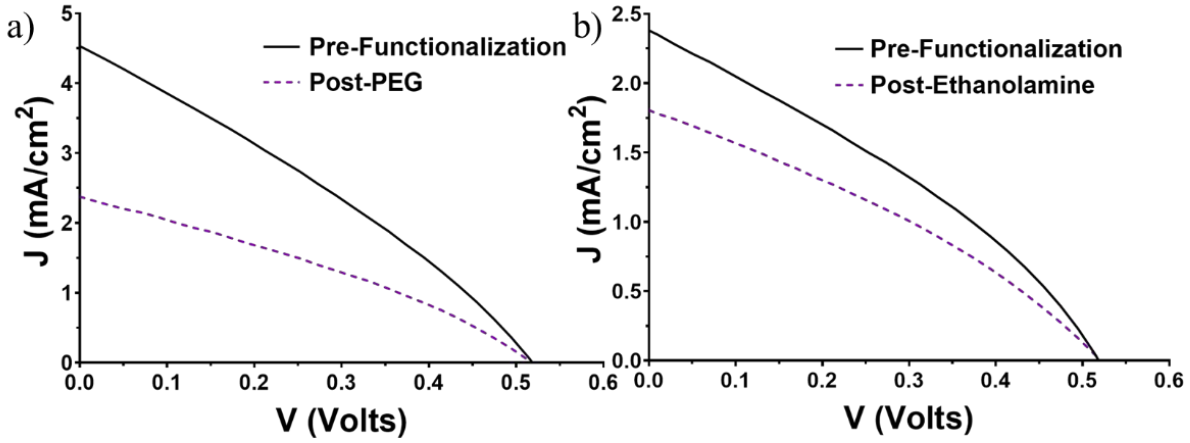 a)
Pre-Functionalization
Post-PEG
J (mA/cm²)
5
4
3
2
1
0
0.0 0.1 0.2 0.3 0.4 0.5 0.6
V (Volts)
b)
Pre-Functionalization
Post-Ethanolamine
J (mA/cm²)
2.5
2.0
1.5
1.0
0.5
0.0
0.0 0.1 0.2 0.3 0.4 0.5 0.6
V (Volts)